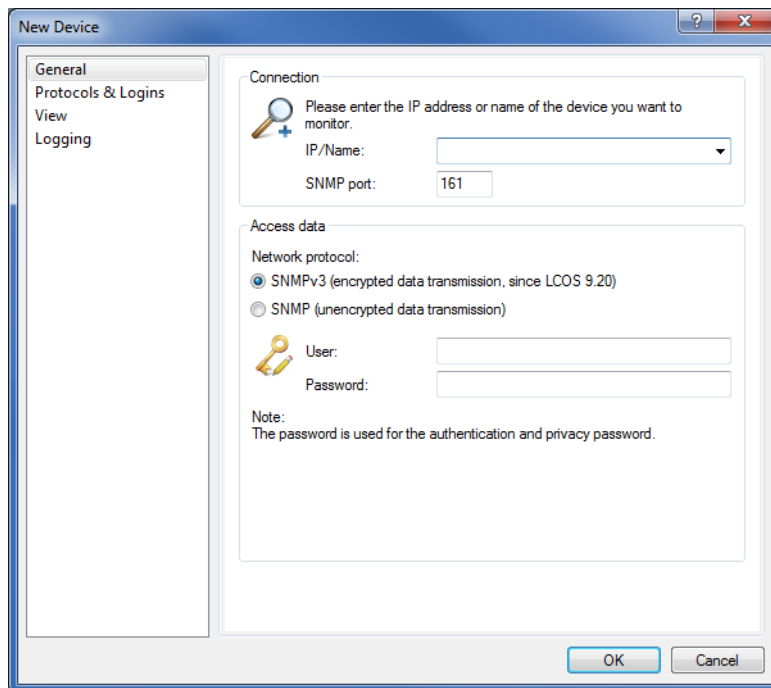 New Device
?
General
Protocols & Logins
View
Logging
Connection
Please enter the IP address or name of the device you want to
monitor.
IP/Name:
SNMP port: 161
Access data
Network protocol:
SNMPv3 (encrypted data transmission, since LCOS 9.20)
SNMP (unencrypted data transmission)
User:
Password:
Note:
The password is used for the authentication and privacy password.
OK Cancel